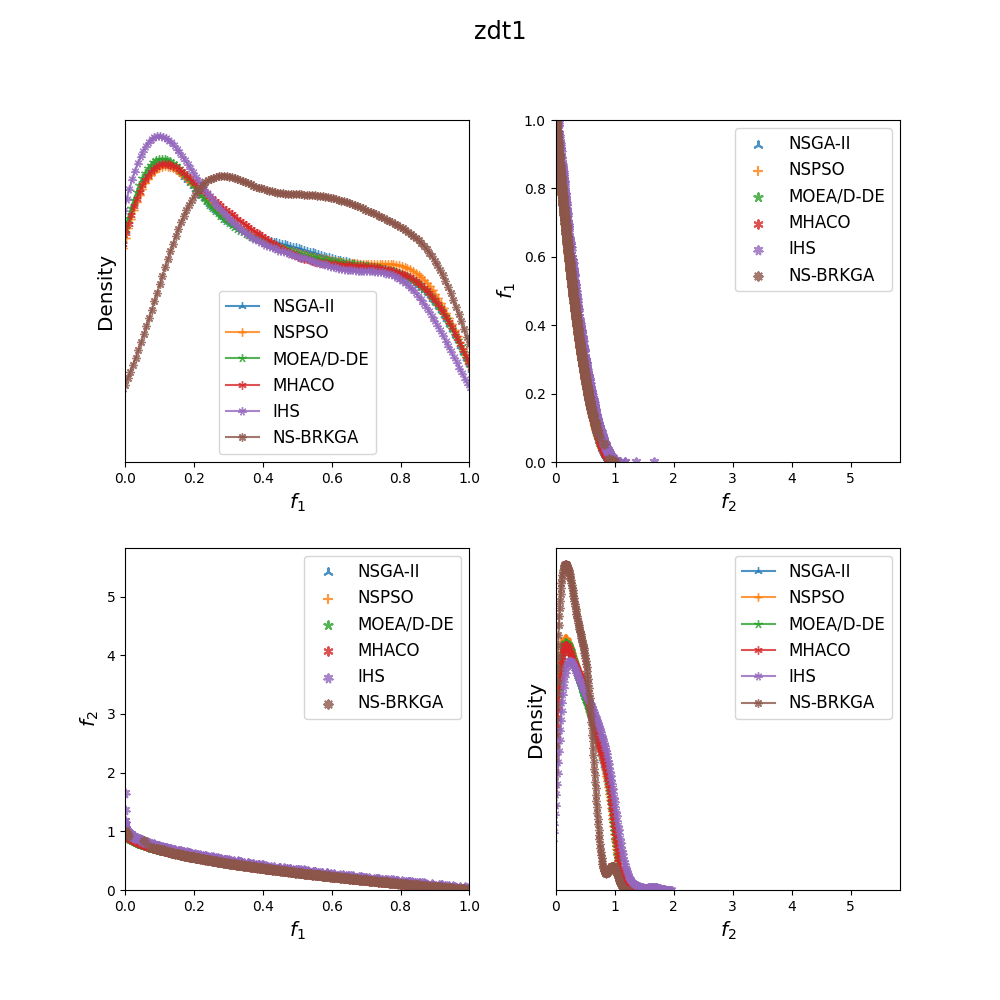 zdt1
Density
NSGA-II
NSPSO
MOEA/D-DE
MHACO
IHS
NS-BRKGA
0.0 0.2 0.4 0.6 0.8 1.0
f1
f1
1.0
0.8
0.6
0.4
0.2
0.0
NSGA-II
NSPSO
MOEA/D-DE
MHACO
IHS
NS-BRKGA
0 1 2 3 4 5
f2
f2
5
4
3
2
1
0
NSGA-II
NSPSO
MOEA/D-DE
MHACO
IHS
NS-BRKGA
0.0 0.2 0.4 0.6 0.8 1.0
f1
Density
NSGA-II
NSPSO
MOEA/D-DE
MHACO
IHS
NS-BRKGA
0 1 2 3 4 5
f2